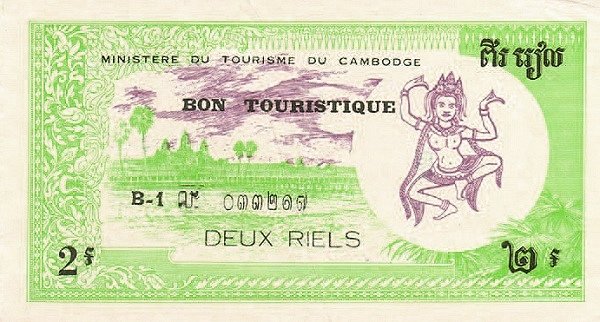 MINISTERE DU TOURISME DU CAMBODGE
ពីរ រៀល
BON TOURISTIQUE
B-1
DEUX RIELS
2 ៛
២ ៛